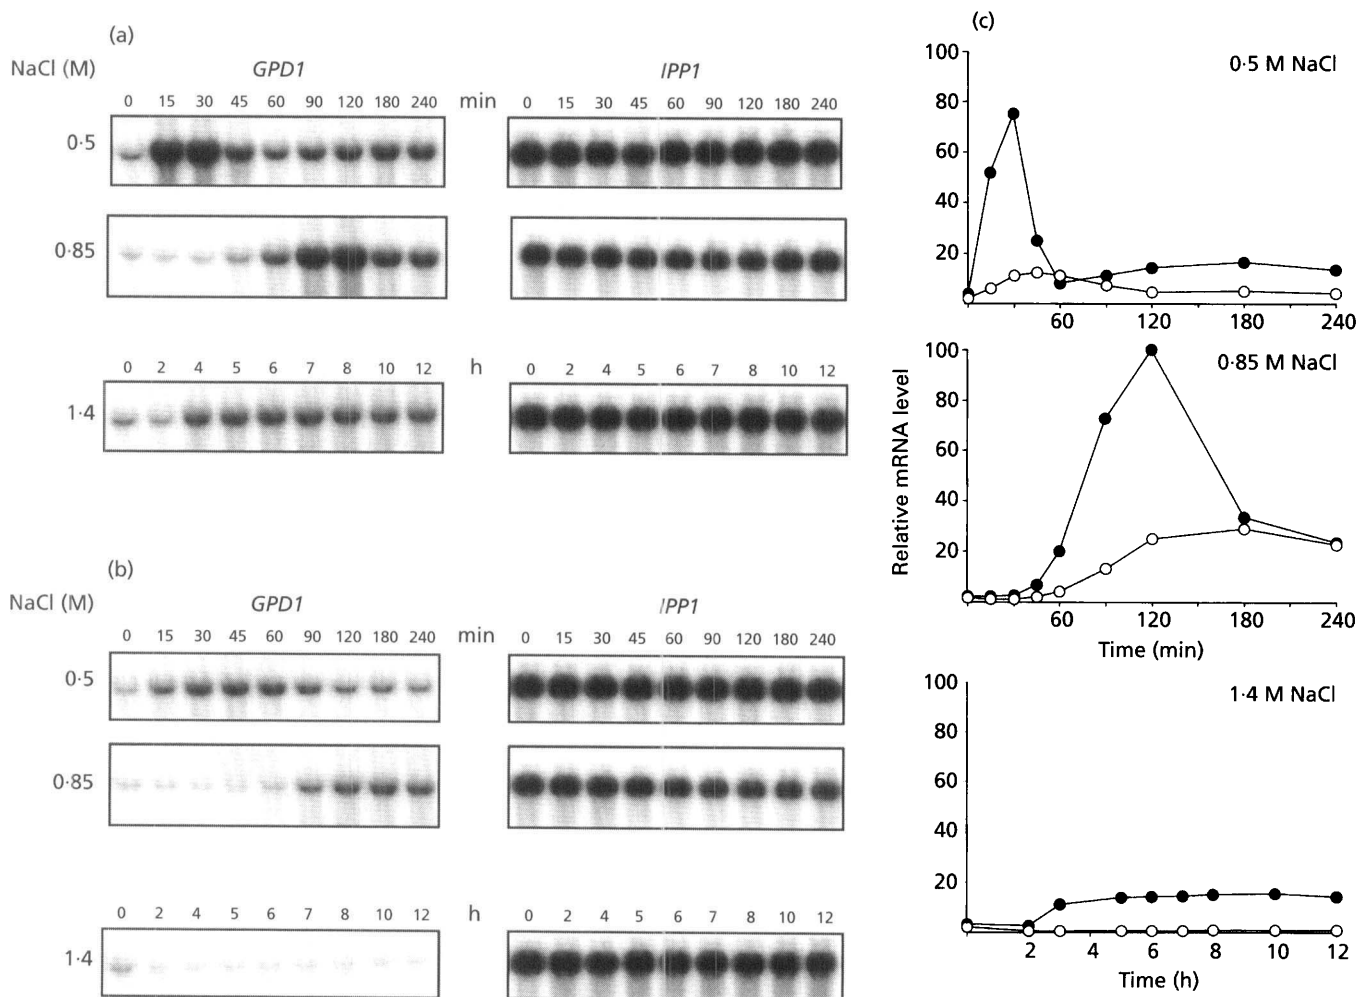 (a)
NaCl (M) GPD1 IPP1
0 15 30 45 60 90 120 180 240 min 0 15 30 45 60 90 120 180 240
0·5
0·85
0 2 4 5 6 7 8 10 12 h 0 2 4 5 6 7 8 10 12
1·4
(b)
NaCl (M) GPD1 IPP1
0 15 30 45 60 90 120 180 240 min 0 15 30 45 60 90 120 180 240
0·5
0·85
0 2 4 5 6 7 8 10 12 h 0 2 4 5 6 7 8 10 12
1·4
(c)
Relative mRNA level
0·5 M NaCl
100
80
60
40
20
60 120 180 240
0·85 M NaCl
100
80
60
40
20
60 120 180 240
Time (min)
1·4 M NaCl
100
80
60
40
20
2 4 6 8 10 12
Time (h)